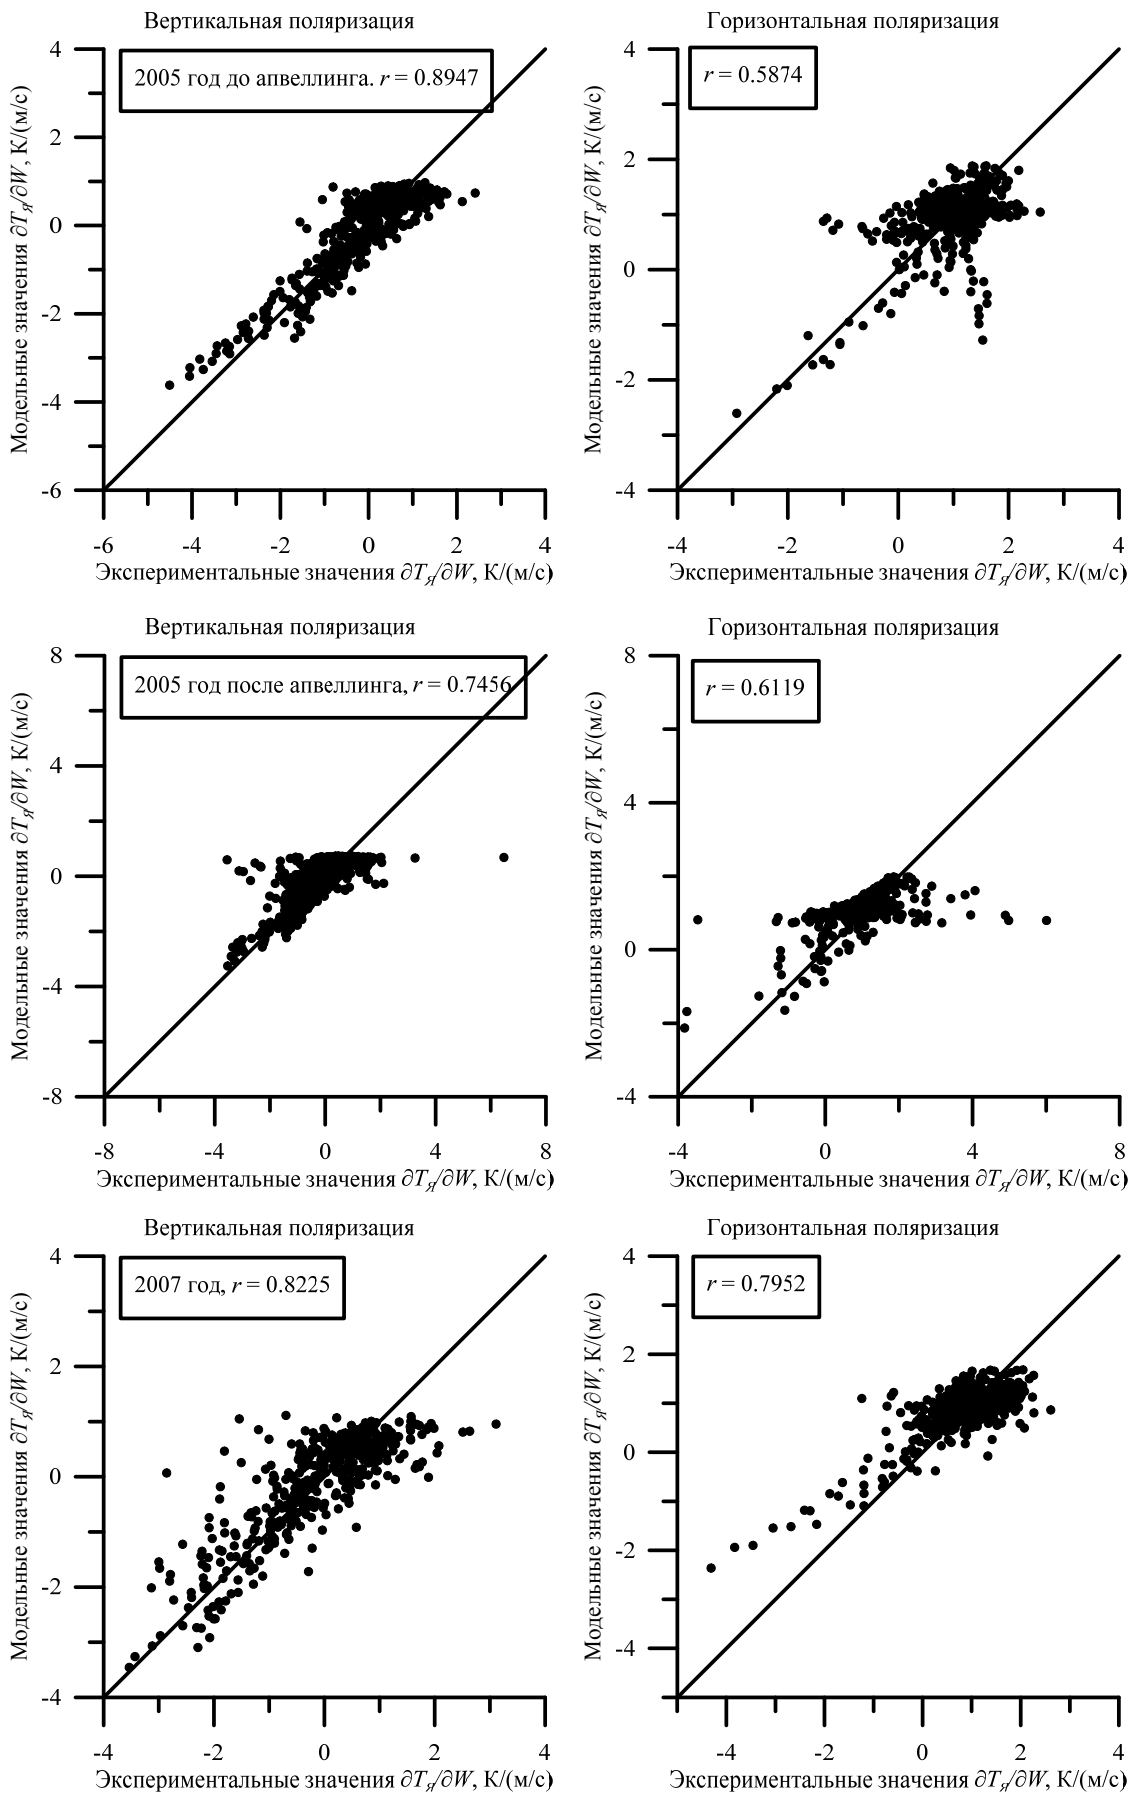 Вертикальная поляризация
4
2
0
-2
-4
-6
Модельные значения ∂Tя/∂W, К/(м/с)
2005 год до апвеллинга. r = 0.8947
-6 -4 -2 0 2 4
Экспериментальные значения ∂Tя/∂W, К/(м/с)
Горизонтальная поляризация
4
2
0
-2
-4
Модельные значения ∂Tя/∂W, К/(м/с)
r = 0.5874
-4 -2 0 2 4
Экспериментальные значения ∂Tя/∂W, К/(м/с)
Вертикальная поляризация
8
4
0
-4
-8
Модельные значения ∂Tя/∂W, К/(м/с)
2005 год после апвеллинга, r = 0.7456
-8 -4 0 4 8
Экспериментальные значения ∂Tя/∂W, К/(м/с)
Горизонтальная поляризация
8
4
0
-4
Модельные значения ∂Tя/∂W, К/(м/с)
r = 0.6119
-4 0 4 8
Экспериментальные значения ∂Tя/∂W, К/(м/с)
Вертикальная поляризация
4
2
0
-2
-4
Модельные значения ∂Tя/∂W, К/(м/с)
2007 год, r = 0.8225
-4 -2 0 2 4
Экспериментальные значения ∂Tя/∂W, К/(м/с)
Горизонтальная поляризация
4
2
0
-2
-4
Модельные значения ∂Tя/∂W, К/(м/с)
r = 0.7952
-4 -2 0 2 4
Экспериментальные значения ∂Tя/∂W, К/(м/с)